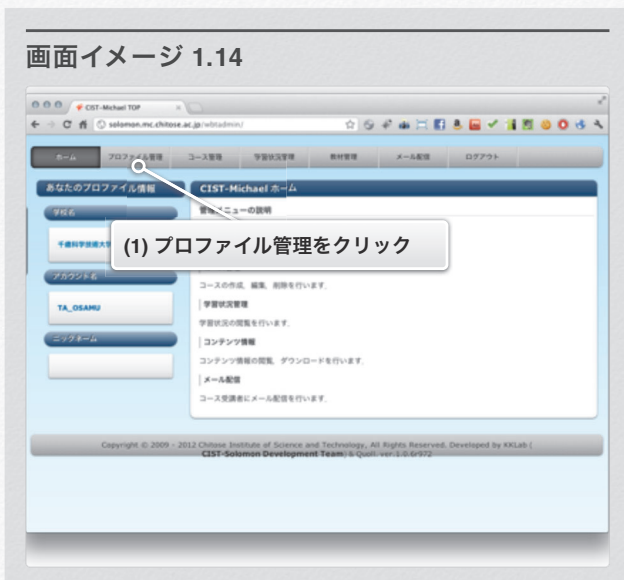 画面イメージ 1.14
CIST-Michael TOP
solomon.mc.chitose.ac.jp/wbtadmin/
ホーム プロファイル管理 コース管理 学習状況管理 教材管理 メール配信 ログアウト
あなたのプロファイル情報
学校名
千歳科学技術大学
アカウント名
TA_OSAMU
ニックネーム
CIST-Michael ホーム
管理メニューの説明
(1) プロファイル管理をクリック
コースの作成、編集、削除を行います.
学習状況管理
学習状況の閲覧を行います.
コンテンツ情報
コンテンツ情報の閲覧、ダウンロードを行います.
メール配信
コース受講者にメール配信を行います.
Copyright © 2009 - 2012 Chitose Institute of Science and Technology, All Rights Reserved. Developed by KKLab (
CIST-Solomon Development Team) & Quoll. ver.1.0.6r972